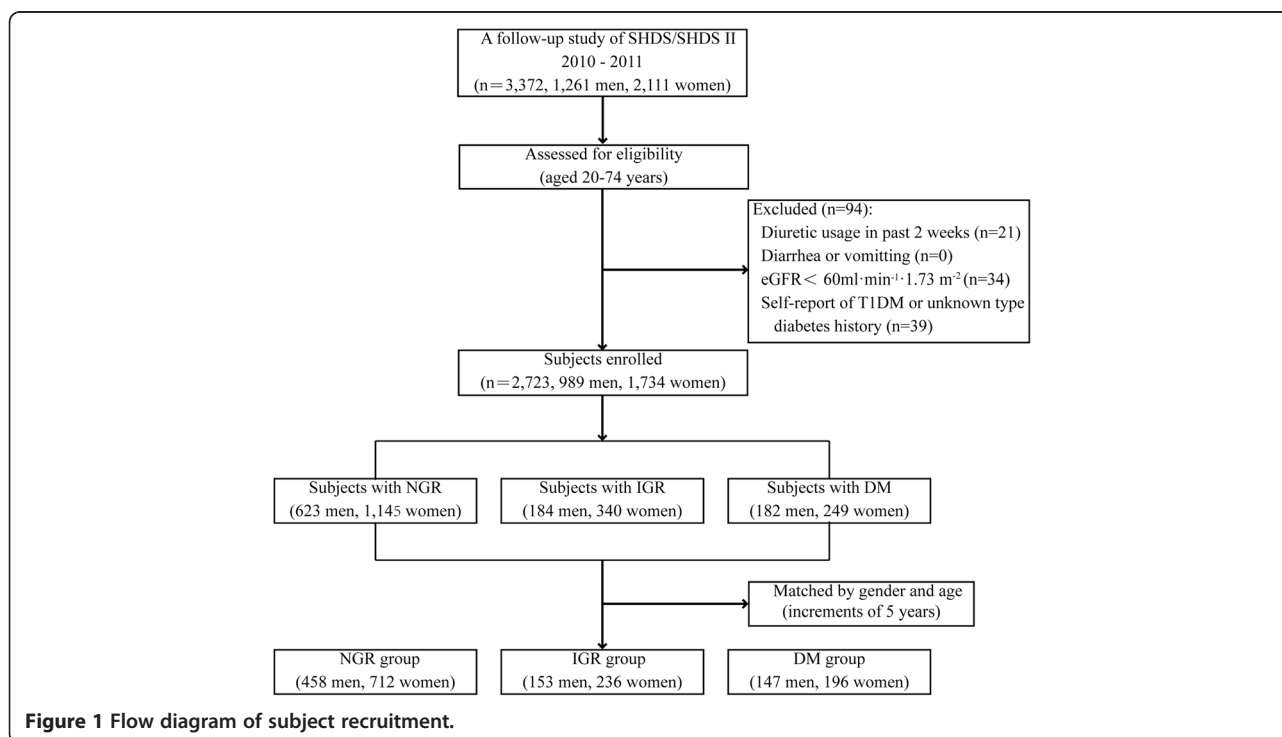 A follow-up study of SHDS/SHDS II
2010 - 2011
(n=3,372, 1,261 men, 2,111 women)
Assessed for eligibility
(aged 20-74 years)
Excluded (n=94):
Diuretic usage in past 2 weeks (n=21)
Diarrhea or vomitting (n=0)
eGFR< 60ml·min⁻¹·1.73 m⁻² (n=34)
Self-report of T1DM or unknown type
diabetes history (n=39)
Subjects enrolled
(n=2,723, 989 men, 1,734 women)
Subjects with NGR
(623 men, 1,145 women)
Subjects with IGR
(184 men, 340 women)
Subjects with DM
(182 men, 249 women)
Matched by gender and age
(increments of 5 years)
NGR group
(458 men, 712 women)
IGR group
(153 men, 236 women)
DM group
(147 men, 196 women)
Figure 1 Flow diagram of subject recruitment.